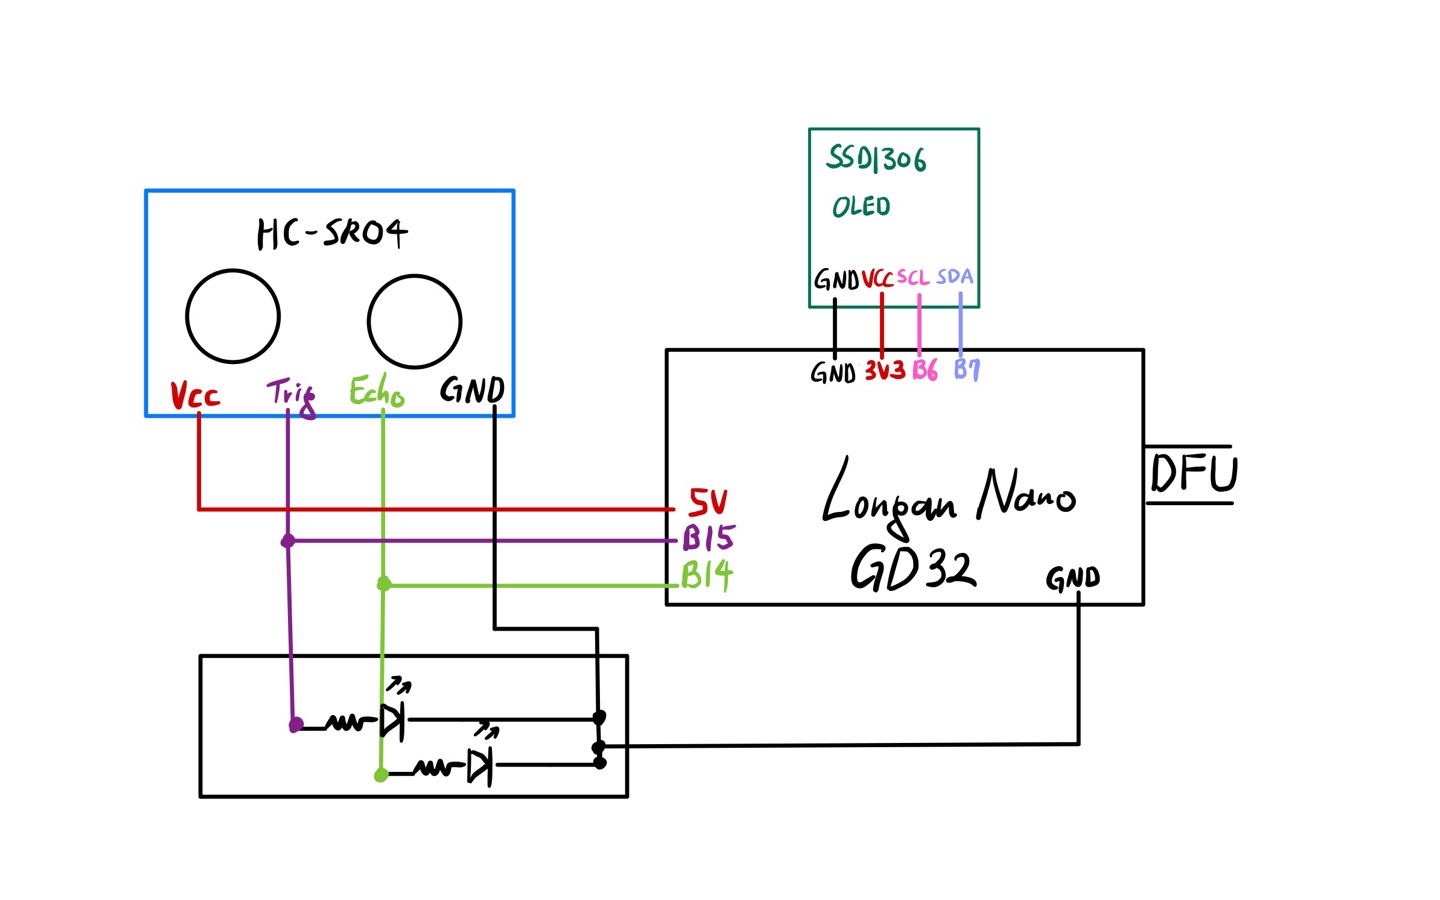 SSD1306
OLED
GND VCC SCL SDA
HC-SR04
Vcc Trig Echo GND
GND 3V3 B6 B7
5V
B15
B14
Longan Nano
GD32
DFU
GND